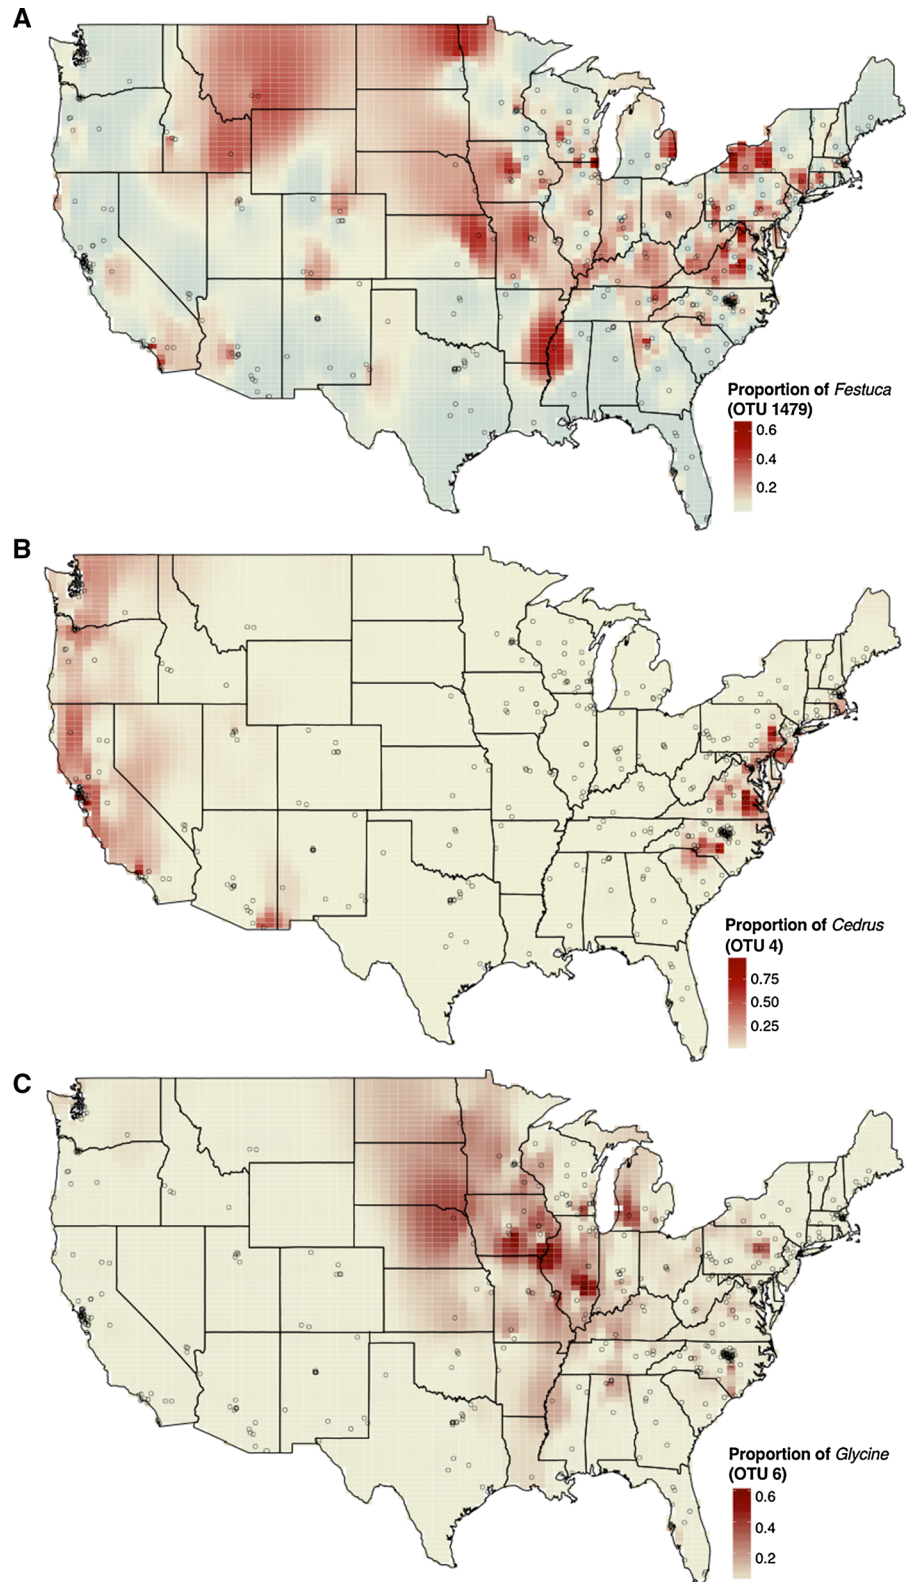 A
Proportion of Festuca
(OTU 1479)
0.6
0.4
0.2
B
Proportion of Cedrus
(OTU 4)
0.75
0.50
0.25
C
Proportion of Glycine
(OTU 6)
0.6
0.4
0.2